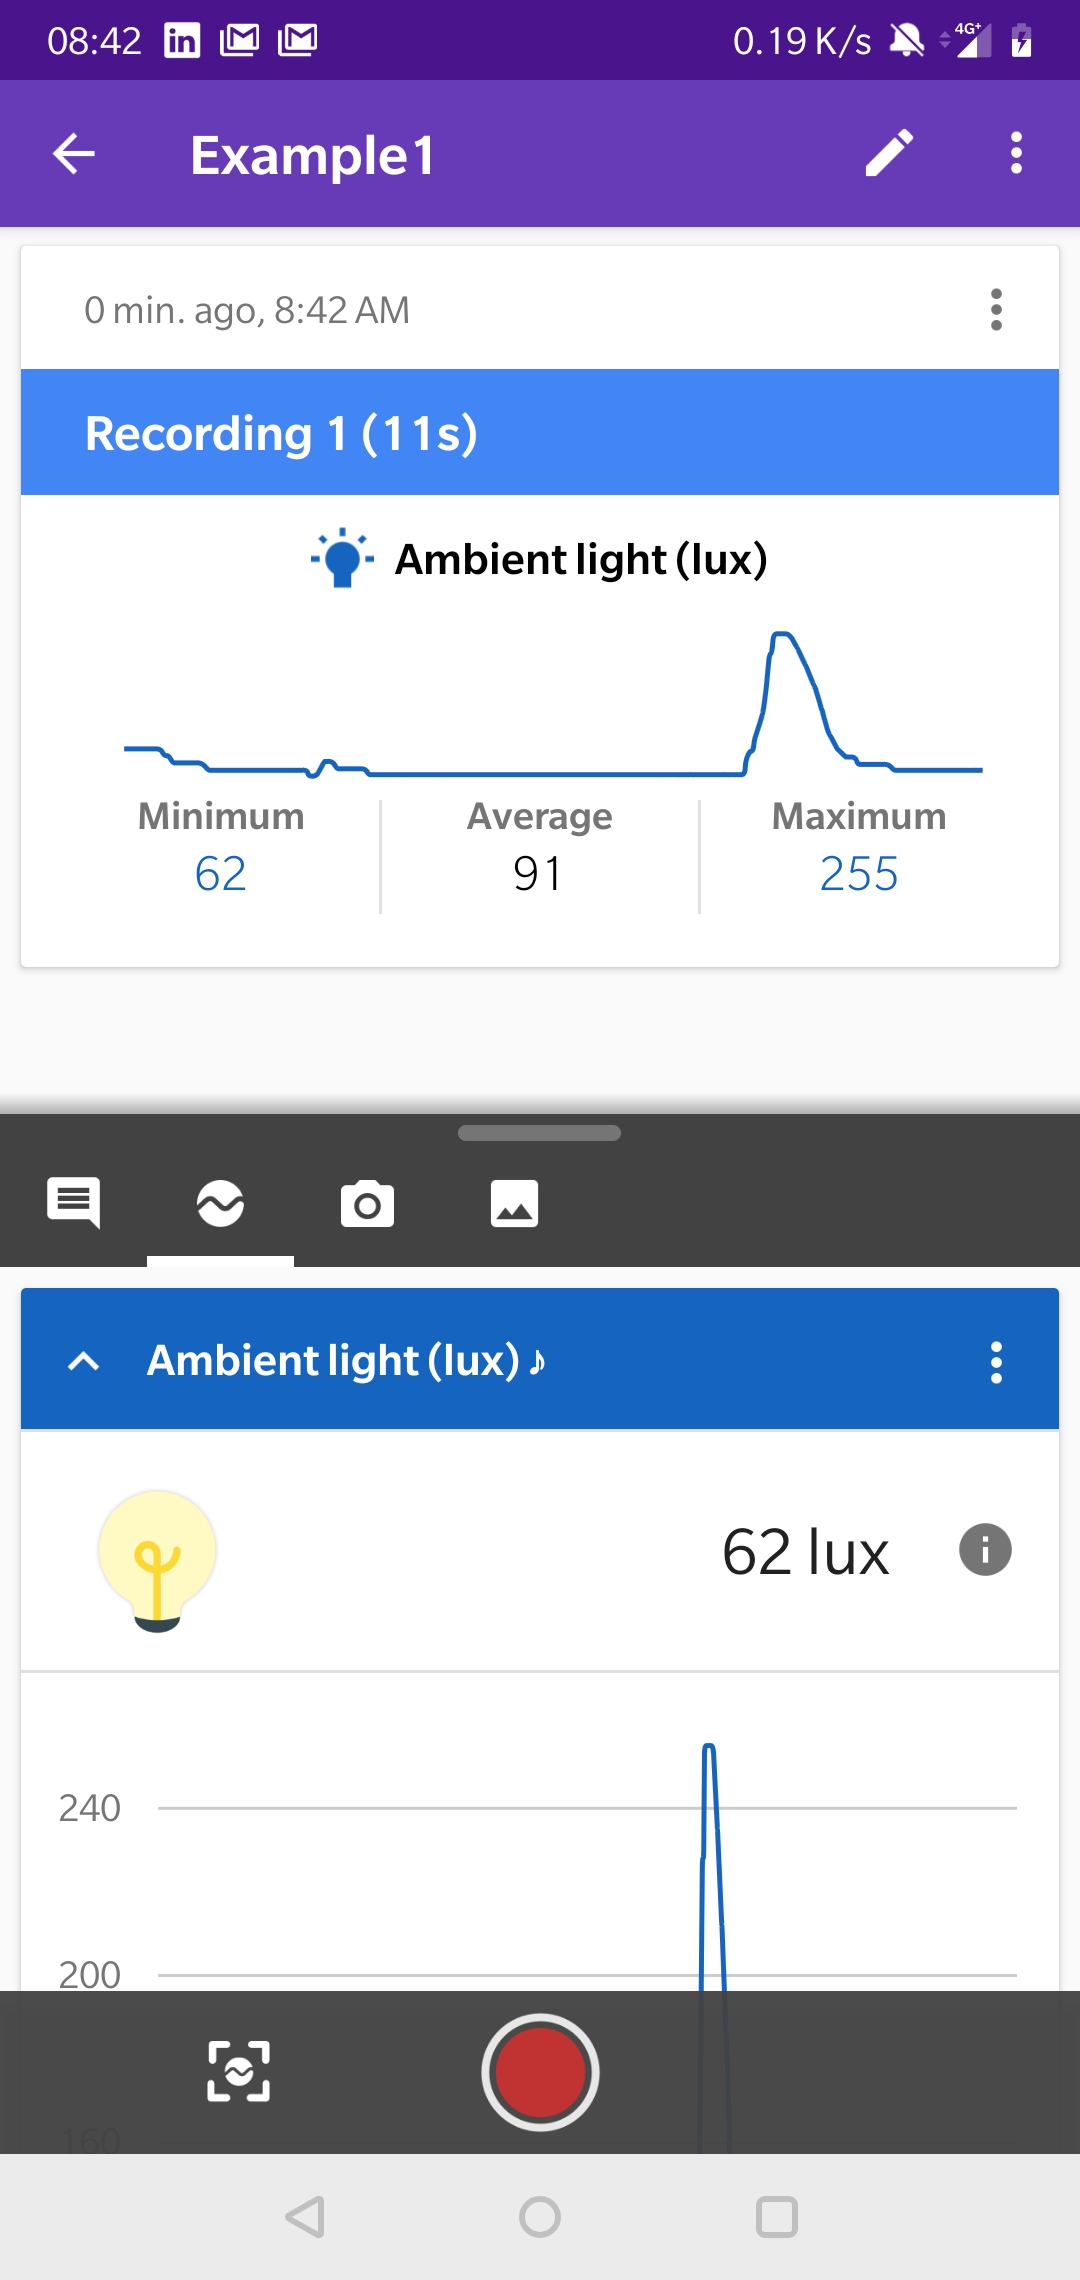 08:42 in 0.19 K/s 4G+
Example1
0 min. ago, 8:42 AM
Recording 1 (11s)
Ambient light (lux)
Minimum Average Maximum
62 91 255
Ambient light (lux) ♪
62 lux
240
200
160